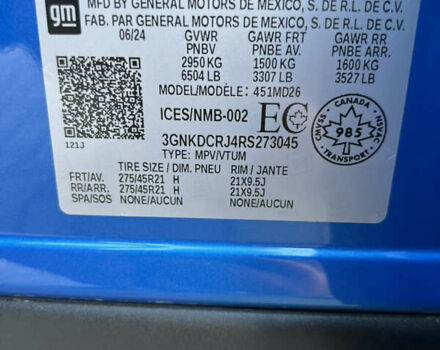 gm
MFD BY GENERAL MOTORS DE MEXICO, S. DE R.L. DE C.V.
FAB. PAR GENERAL MOTORS DE MEXICO, S. DE R.L. DE C.V.
06/24 GVWR GAWR FRT GAWR RR
PNBV PNBE AV. PNBE ARR.
2950 KG 1500 KG 1600 KG
6504 LB 3307 LB 3527 LB
MODEL/MODÈLE: 451MD26
ICES/NMB-002 EC
CANADA
985
CMVSS NSVAC
121J
3GNKDCRJ4RS273045
TYPE: MPV/VTUM
TIRE SIZE / DIM. PNEU RIM / JANTE
FRT/AV. 275/45R21 H 21X9.5J
RR/ARR. 275/45R21 H 21X9.5J
SPA/SOS NONE/AUCUN NONE/AUCUN